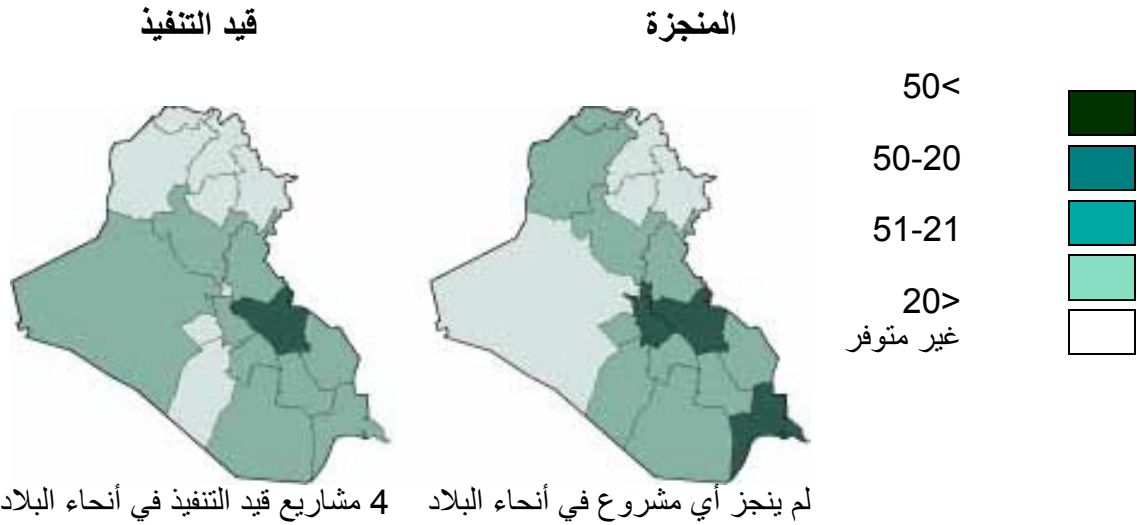 المنجزة
قيد التنفيذ
50<
50-20
51-21
20>
غير متوفر
لم ينجز أي مشروع في أنحاء البلاد
4 مشاريع قيد التنفيذ في أنحاء البلاد